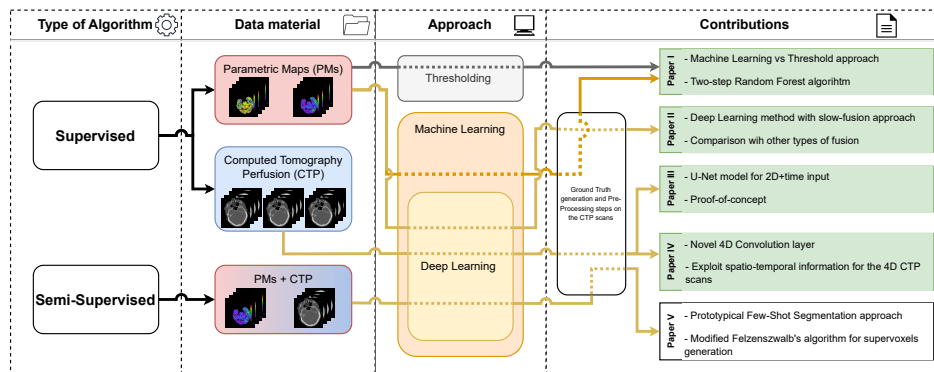 Type of Algorithm
Data material
Approach
Contributions
Supervised
Semi-Supervised
Parametric Maps (PMs)
Computed Tomography
Perfusion (CTP)
PMs + CTP
Thresholding
Machine Learning
Deep Learning
Ground Truth
generation and Pre-
Processing steps on
the CTP scans
Paper I
- Machine Learning vs Threshold approach
- Two-step Random Forest algorihtm
Paper II
- Deep Learning method with slow-fusion approach
- Comparison wih other types of fusion
Paper III
- U-Net model for 2D+time input
- Proof-of-concept
Paper IV
- Novel 4D Convolution layer
- Exploit spatio-temporal information for the 4D CTP
scans
Paper V
- Prototypical Few-Shot Segmentation approach
- Modified Felzenszwalb's algorithm for supervoxels
generation